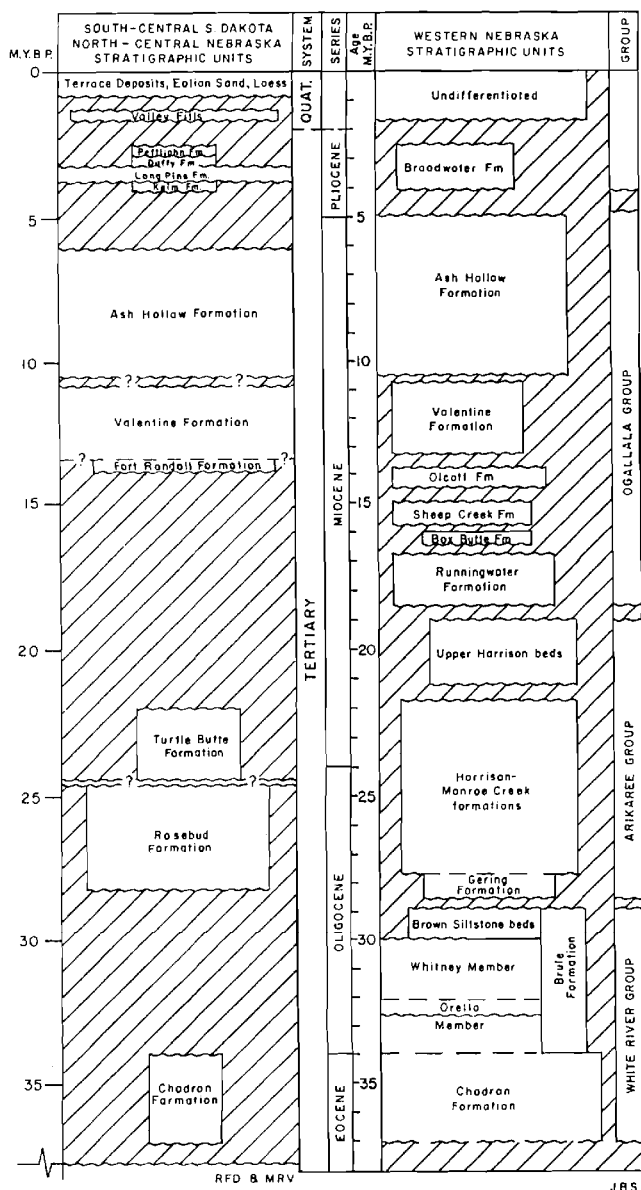 SOUTH-CENTRAL S. DAKOTA
NORTH-CENTRAL NEBRASKA
STRATIGRAPHIC UNITS
M.Y.B.P.
SYSTEM
SERIES
Age
M.Y.B.P.
WESTERN NEBRASKA
STRATIGRAPHIC UNITS
GROUP
0
Terrace Deposits, Eolian Sand, Loess
Valley Fills
Pettijohn Fm
Duffy Fm
Long Pine Fm
Keim Fm
5
Ash Hollow Formation
10
? ?
Valentine Formation
? ?
Fort Randall Formation
15
20
Turtle Butte
Formation
? ?
25
Rosebud
Formation
30
35
Chadron
Formation
RFD & MRV
QUAT.
TERTIARY
PLIOCENE
MIOCENE
OLIGOCENE
EOCENE
0
Undifferentiated
Broadwater Fm
5
Ash Hollow
Formation
10
Valentine
Formation
Olcott Fm
15
Sheep Creek Fm
Box Butte Fm
Runningwater
Formation
20
Upper Harrison beds
Harrison-
Monroe Creek
formations
25
Gering
Formation
Brown Siltstone beds
30
Whitney Member
Orella
Member
Brule
Formation
35
Chadron
Formation
OGALLALA GROUP
ARIKAREE GROUP
WHITE RIVER GROUP
JBS